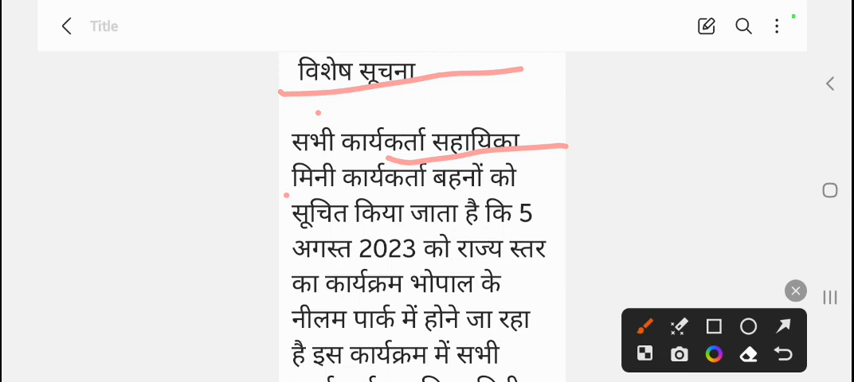 Title
विशेष सूचना
सभी कार्यकर्ता सहायिका
मिनी कार्यकर्ता बहनों को
सूचित किया जाता है कि 5
अगस्त 2023 को राज्य स्तर
का कार्यक्रम भोपाल के
नीलम पार्क में होने जा रहा
है इस कार्यक्रम में सभी